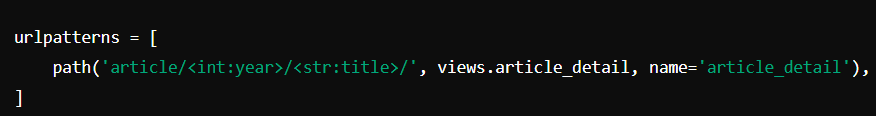 urlpatterns = [
    path('article/<int:year>/<str:title>/', views.article_detail, name='article_detail'),
]